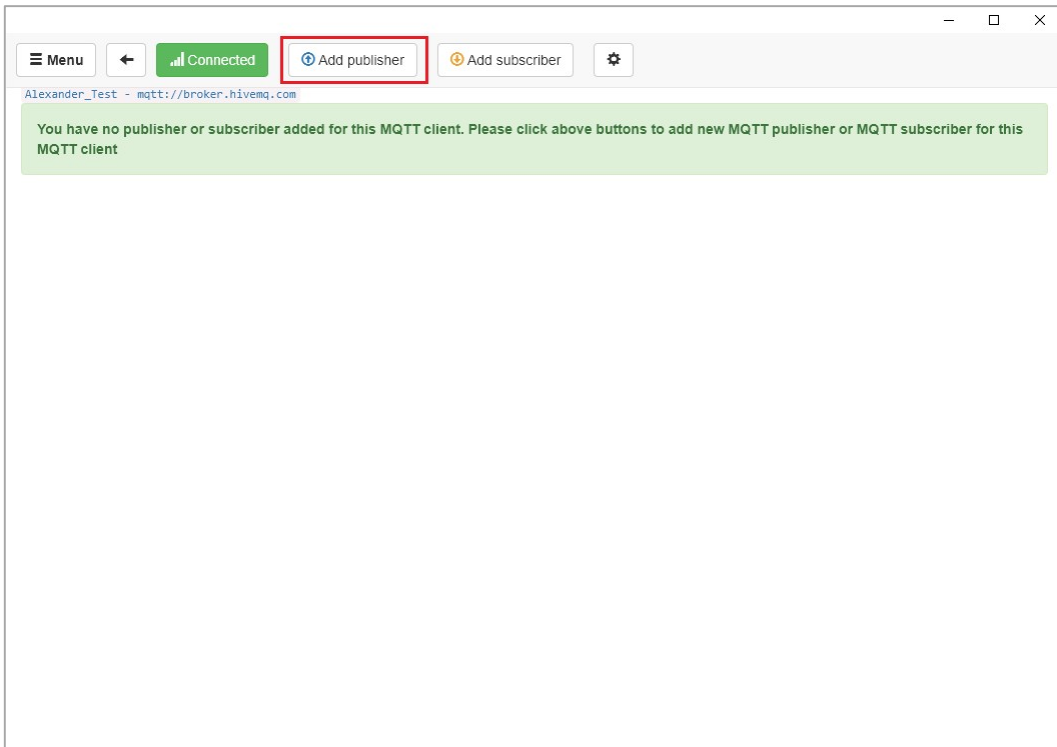 Menu Connected Add publisher Add subscriber
Alexander_Test - mqtt://broker.hivemq.com
You have no publisher or subscriber added for this MQTT client. Please click above buttons to add new MQTT publisher or MQTT subscriber for this
MQTT client